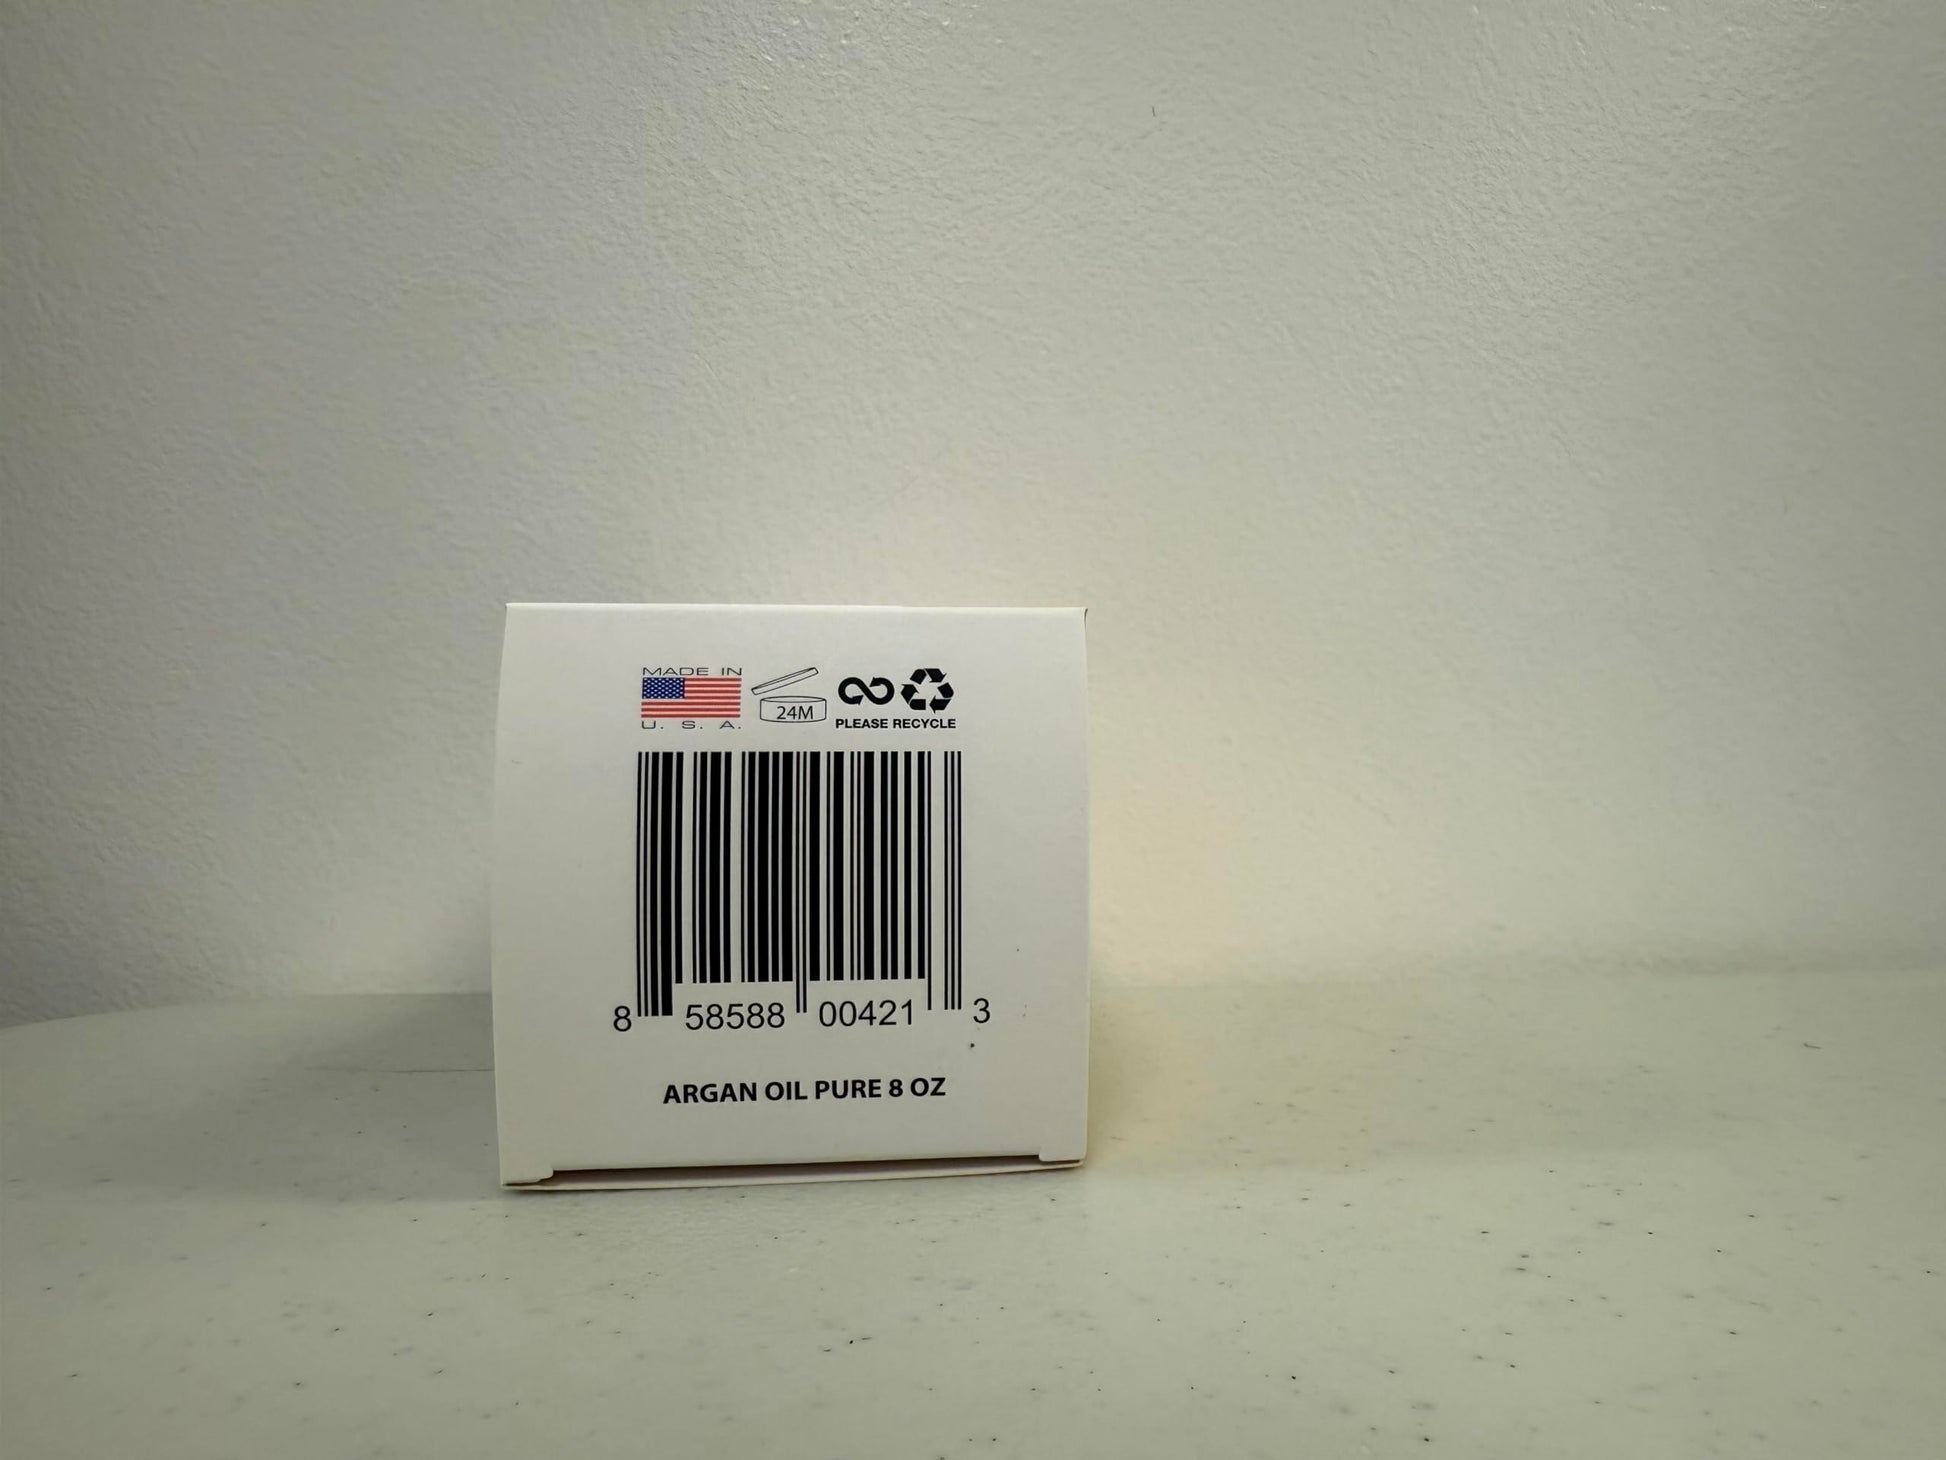 MADE IN
U. S. A.
24M
PLEASE RECYCLE
8 58588 00421 3
ARGAN OIL PURE 8 OZ